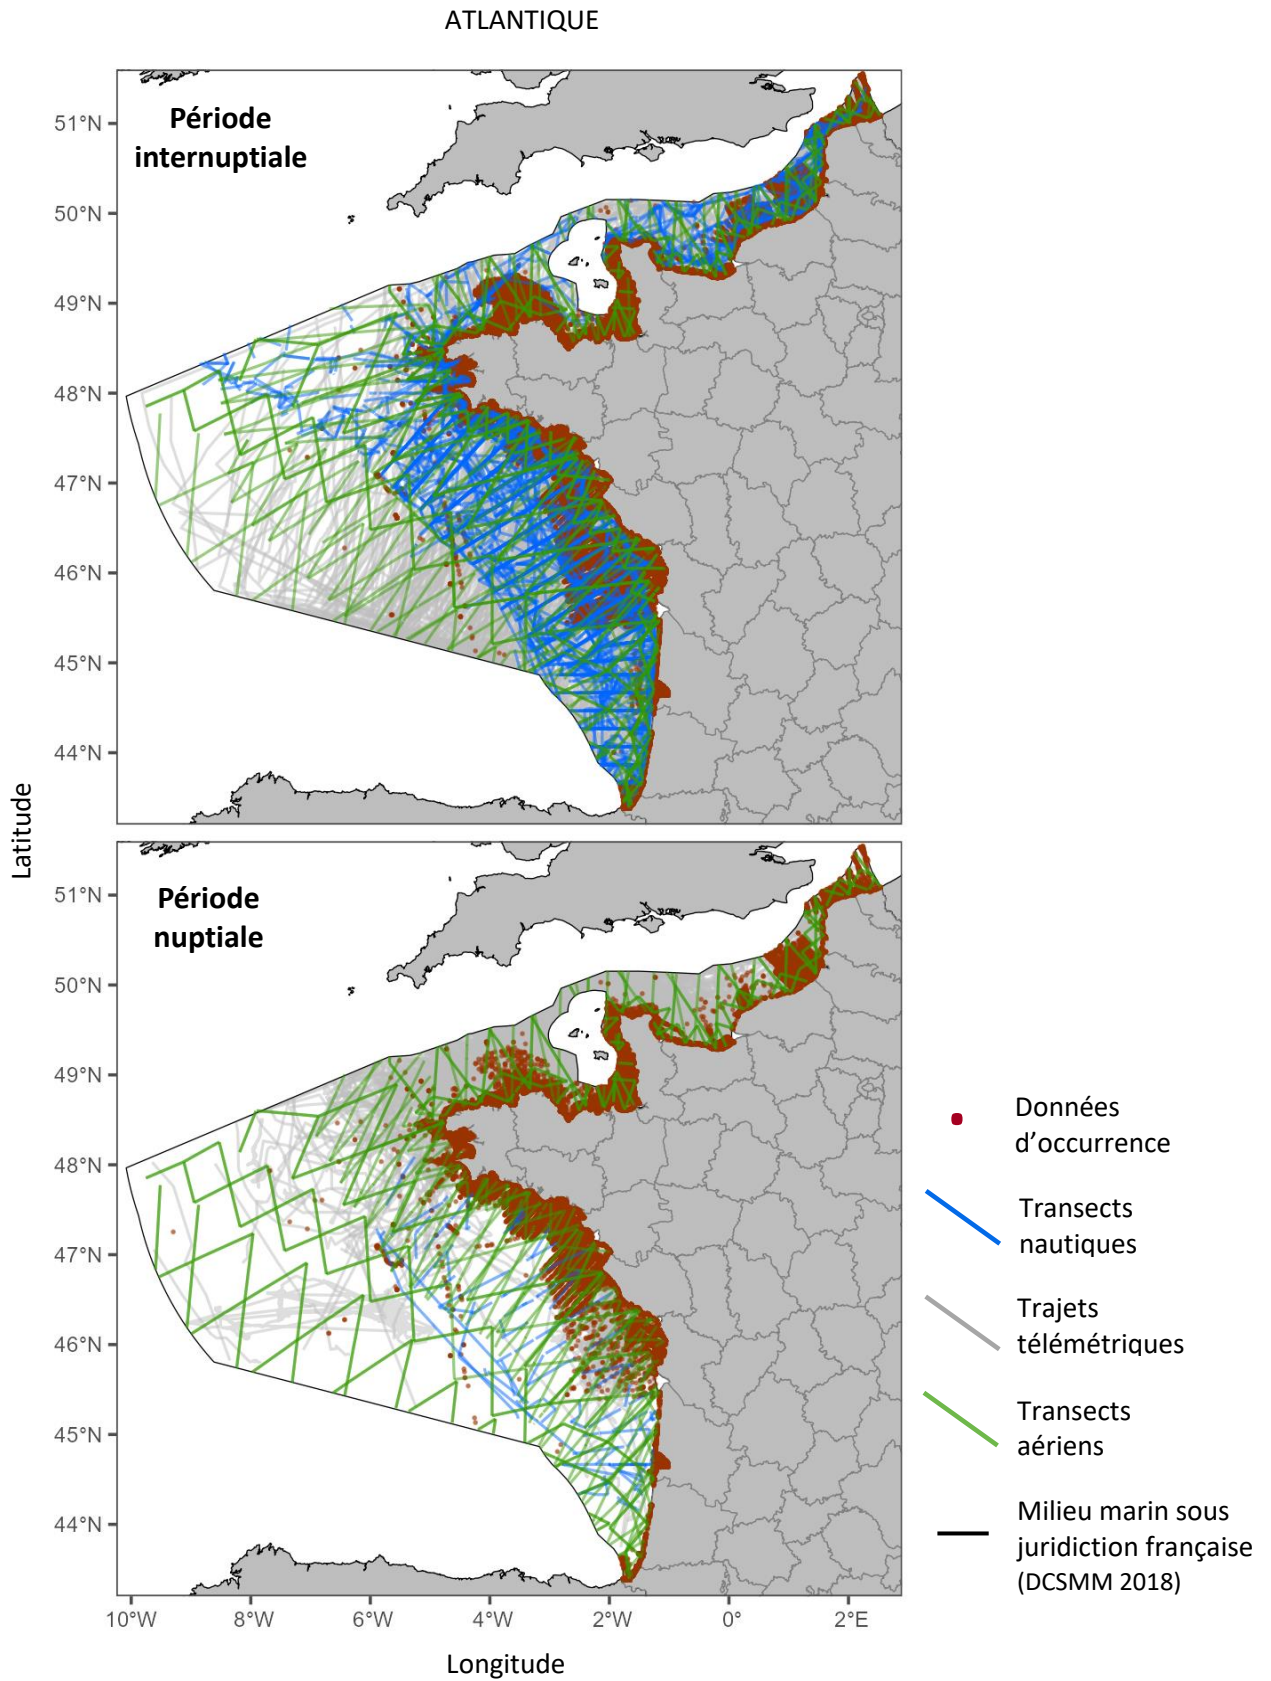 ATLANTIQUE
Période
internuptiale
51°N
50°N
49°N
48°N
47°N
46°N
45°N
44°N
Latitude
Période
nuptiale
51°N
50°N
49°N
48°N
47°N
46°N
45°N
44°N
10°W 8°W 6°W 4°W 2°W 0° 2°E
Longitude
Données
d'occurrence
Transects
nautiques
Trajets
télémétriques
Transects
aériens
Milieu marin sous
juridiction française
(DCSMM 2018)